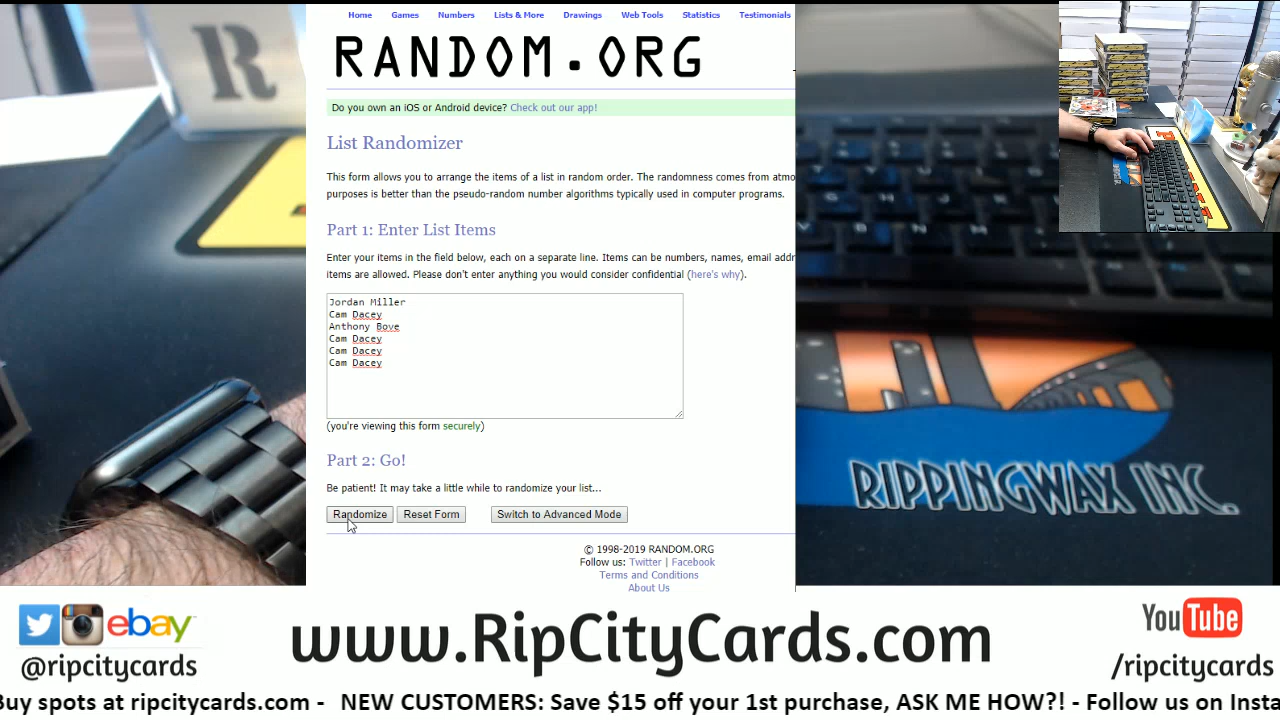 Home Games Numbers Lists & More Drawings Web Tools Statistics Testimonials
R
RANDOM.ORG
Do you own an iOS or Android device? Check out our app!
List Randomizer
This form allows you to arrange the items of a list in random order. The randomness comes from atmo
purposes is better than the pseudo-random number algorithms typically used in computer programs.
Part 1: Enter List Items
Enter your items in the field below, each on a separate line. Items can be numbers, names, email addr
items are allowed. Please don't enter anything you would consider confidential (here's why).
Jordan Miller
Cam Dacey
Anthony Bove
Cam Dacey
Cam Dacey
Cam Dacey
(you're viewing this form securely)
Part 2: Go!
Be patient! It may take a little while to randomize your list...
Randomize Reset Form Switch to Advanced Mode
© 1998-2019 RANDOM.ORG
Follow us: Twitter | Facebook
Terms and Conditions
About Us
RIPPINGWAX INC.
ebay
@ripcitycards
www.RipCityCards.com
YouTube
/ripcitycards
Buy spots at ripcitycards.com - NEW CUSTOMERS: Save $15 off your 1st purchase, ASK ME HOW?! - Follow us on Insta